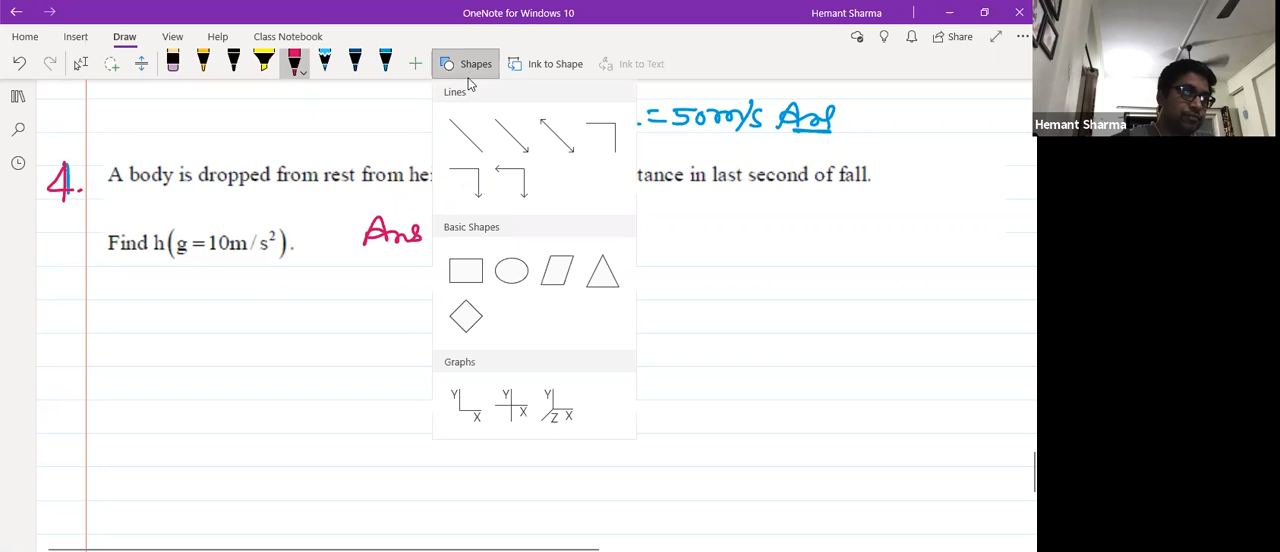 OneNote for Windows 10
Hemant Sharma
Home Insert Draw View Help Class Notebook
Share
Shapes Ink to Shape Ink to Text
Lines
= 50 m/s Ans
Hemant Sharma
4. A body is dropped from rest from he tance in last second of fall.
Basic Shapes
Find h(g = 10m/s²). Ans
Graphs
Y X Y X Y Z X